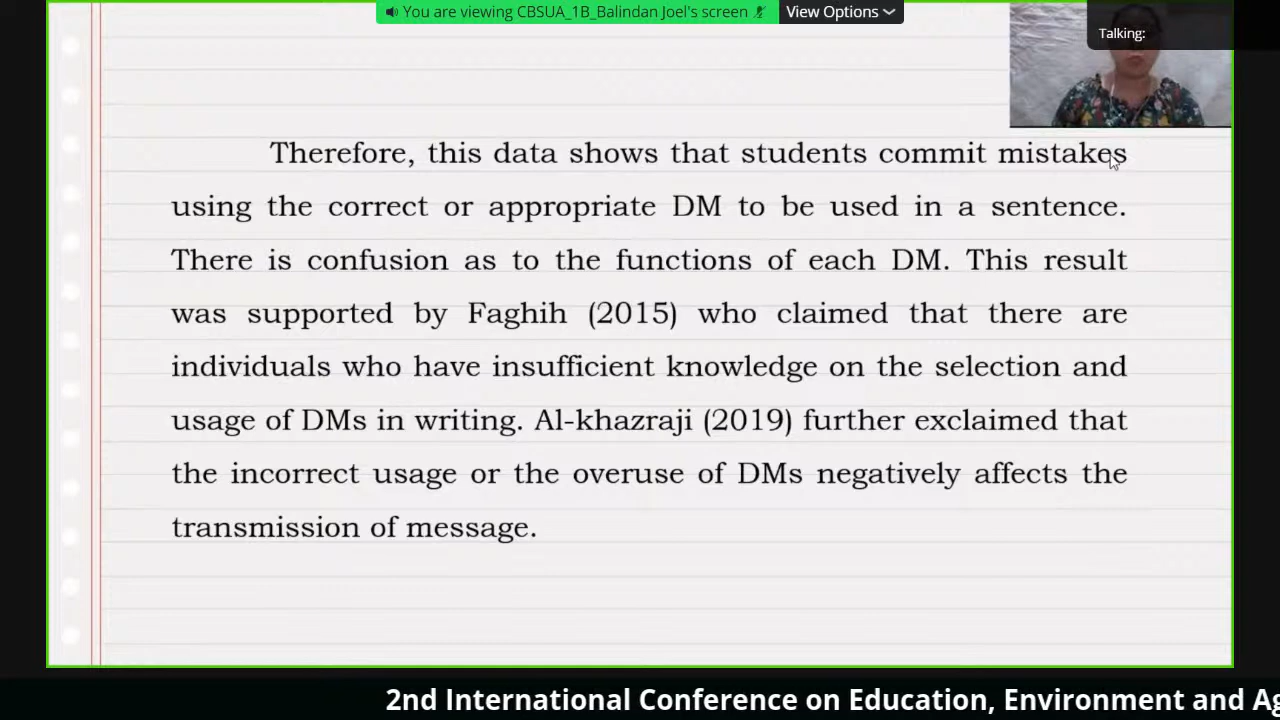 You are viewing CBSUA_1B_Balindan Joel's screen
View Options
Talking:
Therefore, this data shows that students commit mistakes
using the correct or appropriate DM to be used in a sentence.
There is confusion as to the functions of each DM. This result
was supported by Faghih (2015) who claimed that there are
individuals who have insufficient knowledge on the selection and
usage of DMs in writing. Al-khazraji (2019) further exclaimed that
the incorrect usage or the overuse of DMs negatively affects the
transmission of message.
2nd International Conference on Education, Environment and Ag